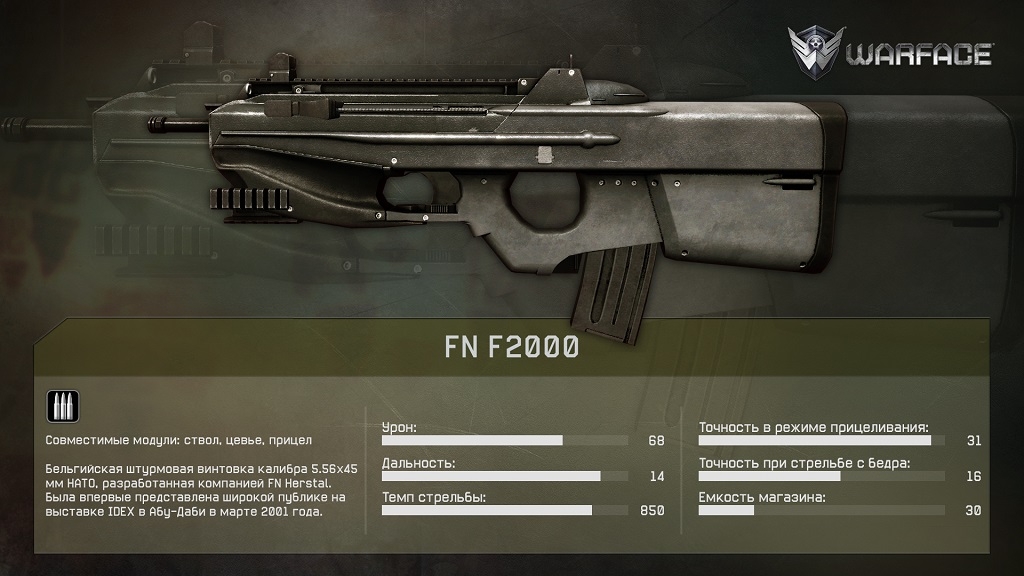 WARFACE
FN F2000
Совместимые модули: ствол, цевье, прицел
Бельгийская штурмовая винтовка калибра 5.56x45
мм НАТО, разработанная компанией FN Herstal.
Была впервые представлена широкой публике на
выставке IDEX в Абу-Даби в марте 2001 года.
Урон:
68
Дальность:
14
Темп стрельбы:
850
Точность в режиме прицеливания:
31
Точность при стрельбе с бедра:
16
Емкость магазина:
30